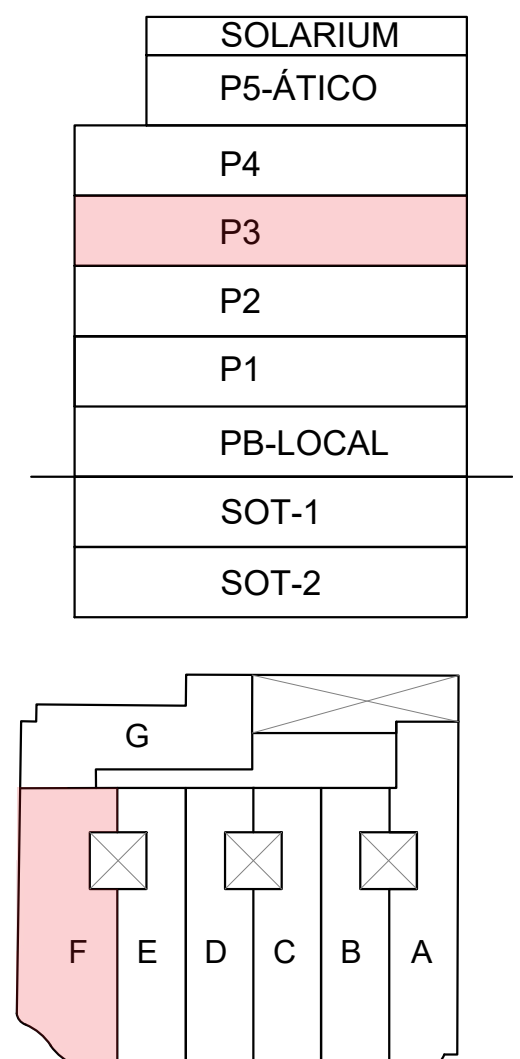 SOLARIUM
P5-ÁTICO
P4
P3
P2
P1
PB-LOCAL
SOT-1
SOT-2
G
F E D C B A